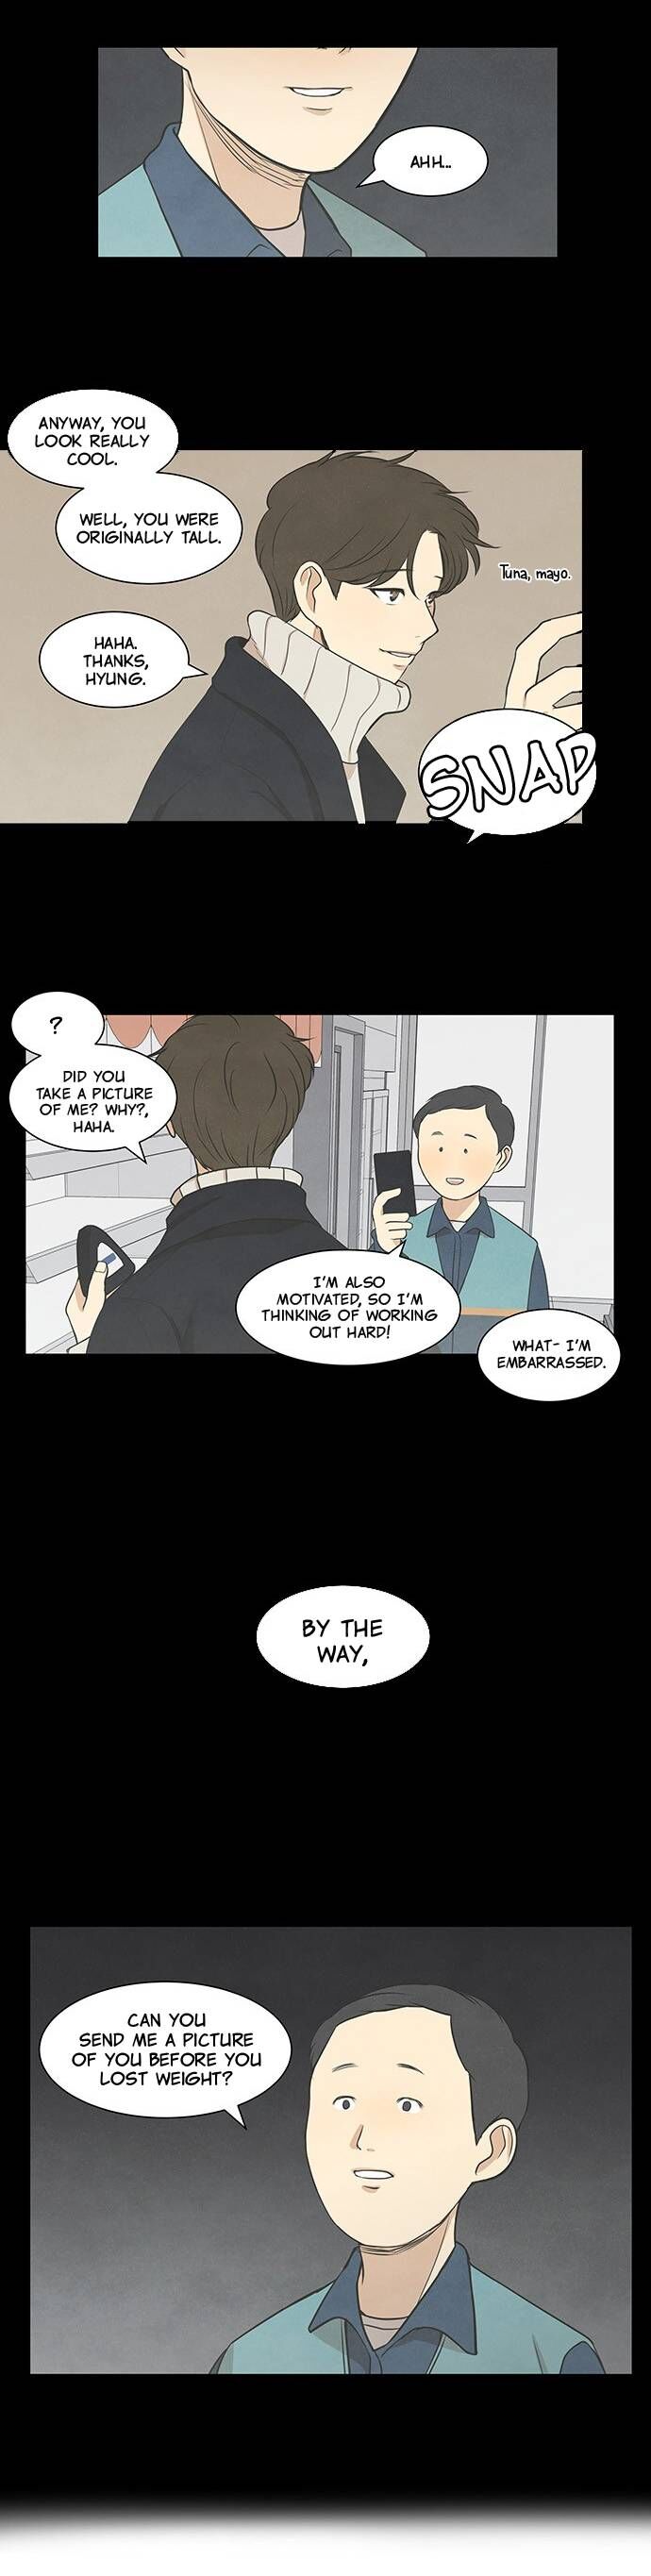 AHH...
ANYWAY, YOU
LOOK REALLY
COOL.
WELL, YOU WERE
ORIGINALLY TALL.
Tuna, mayo.
HAHA.
THANKS,
HYUNG.
SNAP
?
DID YOU
TAKE A PICTURE
OF ME? WHY?,
HAHA.
I'M ALSO
MOTIVATED, SO I'M
THINKING OF WORKING
OUT HARD!
WHAT- I'M
EMBARRASSED.
BY THE
WAY,
CAN YOU
SEND ME A PICTURE
OF YOU BEFORE YOU
LOST WEIGHT?